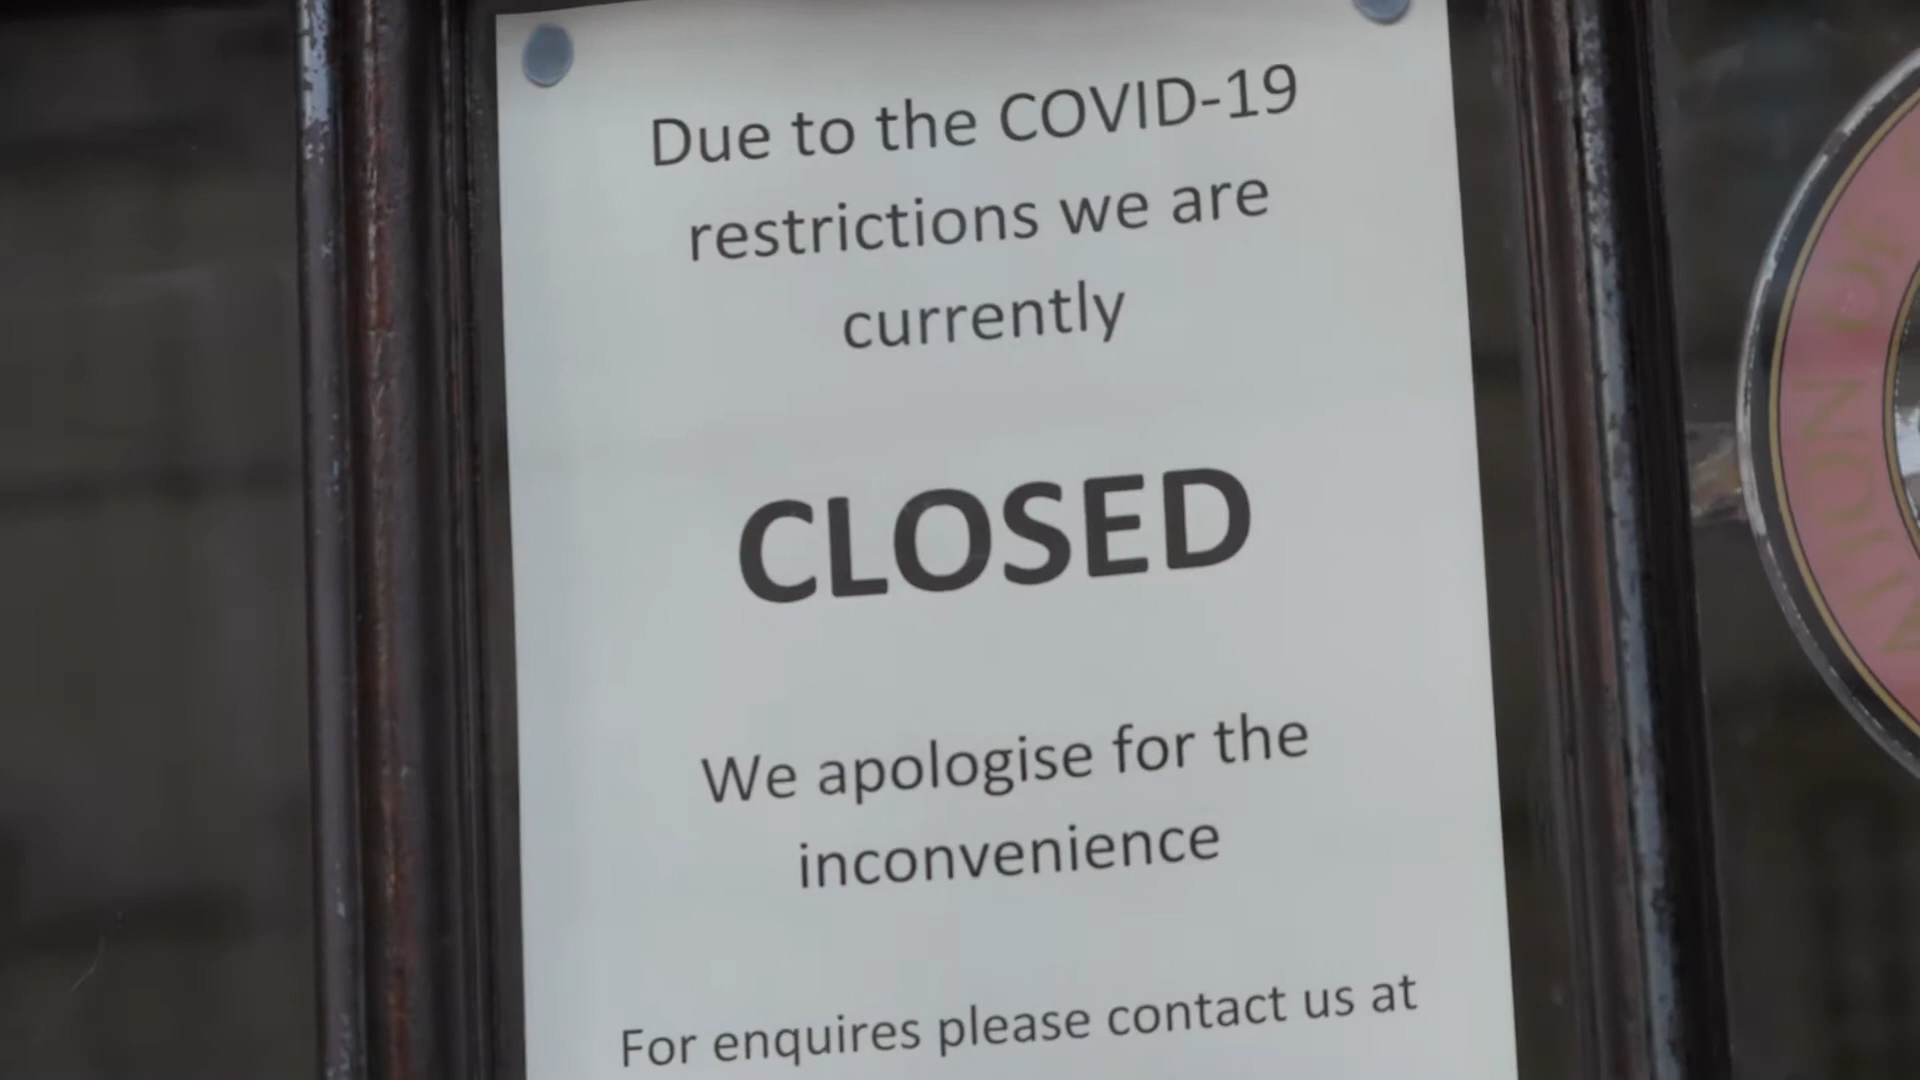 Due to the COVID-19
restrictions we are
currently
CLOSED
We apologise for the
inconvenience
For enquires please contact us at